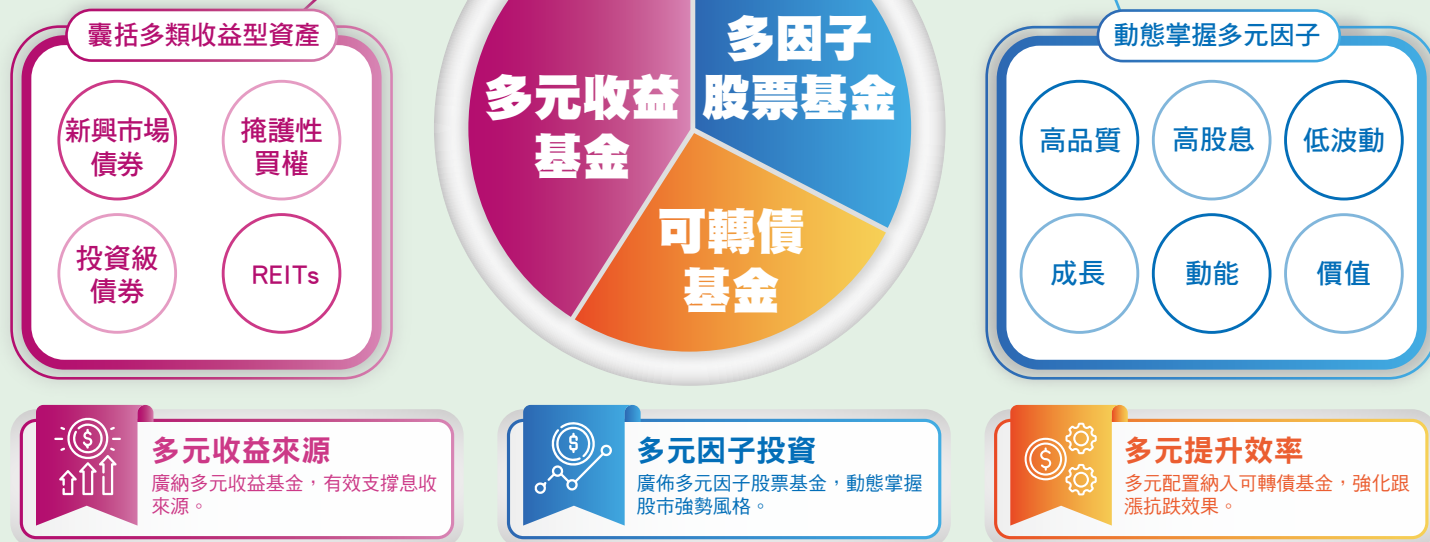 囊括多類收益型資產
新興市場
債券
掩護性
買權
投資級
債券
REITs
多元收益
基金
多因子
股票基金
可轉債
基金
動態掌握多元因子
高品質
高股息
低波動
成長
動能
價值
多元收益來源
廣納多元收益基金，有效支撐息收
來源。
多元因子投資
廣佈多元因子股票基金，動態掌握
股市強勢風格。
多元提升效率
多元配置納入可轉債基金，強化跟
漲抗跌效果。